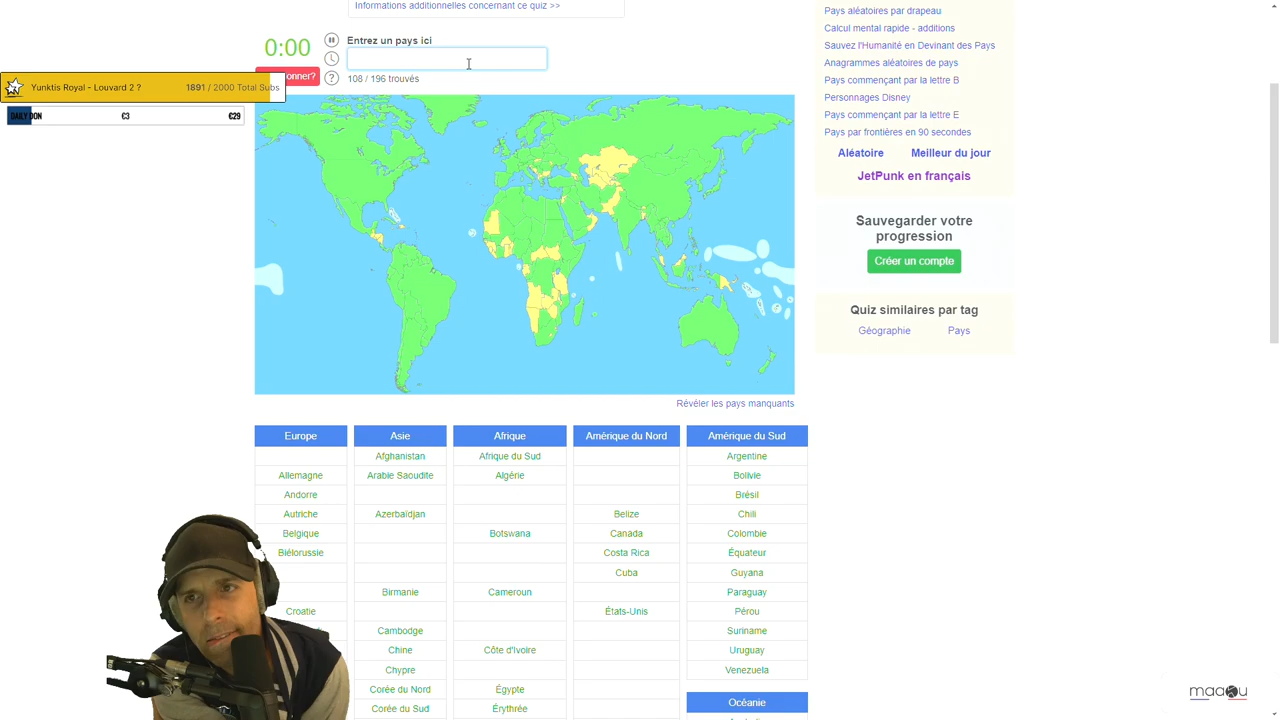 Informations additionnelles concernant ce quiz >>
0:00
Entrez un pays ici
onner?
108 / 196 trouvés
Yunktis Royal - Louvard 2 ?
1891 / 2000 Total Subs
DAILY DON
€3
€29
Révéler les pays manquants
Europe
Allemagne
Andorre
Autriche
Belgique
Biélorussie
Croatie
Asie
Afghanistan
Arabie Saoudite
Azerbaïdjan
Birmanie
Cambodge
Chine
Chypre
Corée du Nord
Corée du Sud
Afrique
Afrique du Sud
Algérie
Botswana
Cameroun
Côte d'Ivoire
Égypte
Érythrée
Amérique du Nord
Belize
Canada
Costa Rica
Cuba
États-Unis
Amérique du Sud
Argentine
Bolivie
Brésil
Chili
Colombie
Équateur
Guyana
Paraguay
Pérou
Suriname
Uruguay
Venezuela
Océanie
Pays aléatoires par drapeau
Calcul mental rapide - additions
Sauvez l'Humanité en Devinant des Pays
Anagrammes aléatoires de pays
Pays commençant par la lettre B
Personnages Disney
Pays commençant par la lettre E
Pays par frontières en 90 secondes
Aléatoire
Meilleur du jour
JetPunk en français
Sauvegarder votre
progression
Créer un compte
Quiz similaires par tag
Géographie
Pays